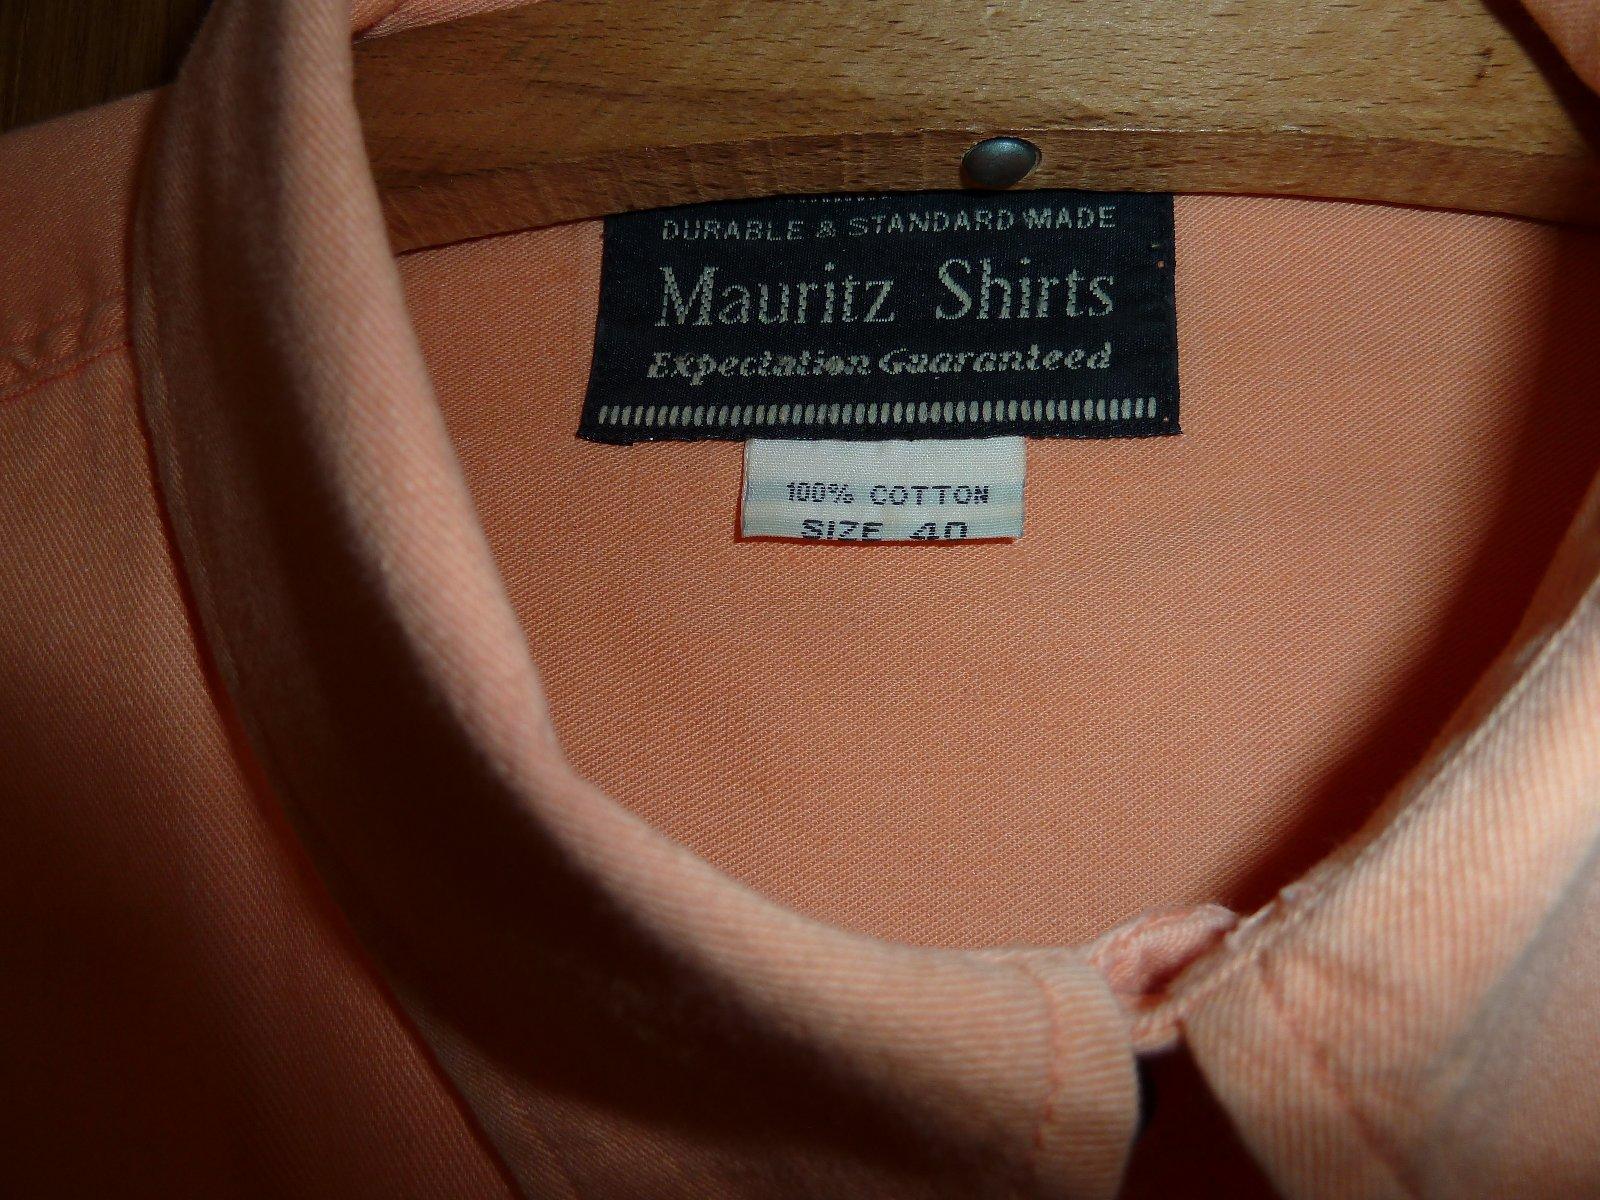 DURABLE & STANDARD MADE
Mauritz Shirts
Expectation Guaranteed
100% COTTON
SIZE 40